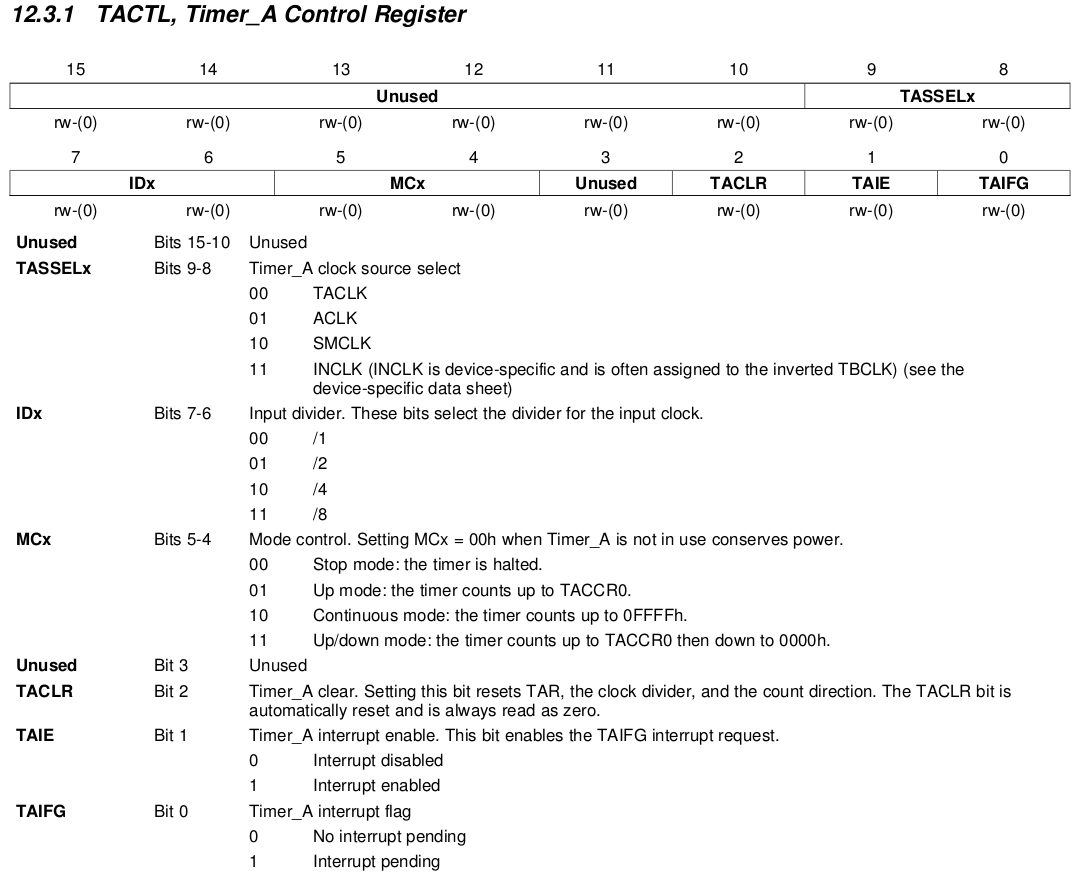 12.3.1 TACTL, Timer_A Control Register
15 14 13 12 11 10 9 8
Unused TASSELx
rw-(0) rw-(0) rw-(0) rw-(0) rw-(0) rw-(0) rw-(0) rw-(0)
7 6 5 4 3 2 1 0
IDx MCx Unused TACLR TAIE TAIFG
rw-(0) rw-(0) rw-(0) rw-(0) rw-(0) rw-(0) rw-(0) rw-(0)
Unused Bits 15-10 Unused
TASSELx Bits 9-8 Timer_A clock source select
00 TACLK
01 ACLK
10 SMCLK
11 INCLK (INCLK is device-specific and is often assigned to the inverted TBCLK) (see the
device-specific data sheet)
IDx Bits 7-6 Input divider. These bits select the divider for the input clock.
00 /1
01 /2
10 /4
11 /8
MCx Bits 5-4 Mode control. Setting MCx = 00h when Timer_A is not in use conserves power.
00 Stop mode: the timer is halted.
01 Up mode: the timer counts up to TACCR0.
10 Continuous mode: the timer counts up to 0FFFFh.
11 Up/down mode: the timer counts up to TACCR0 then down to 0000h.
Unused Bit 3 Unused
TACLR Bit 2 Timer_A clear. Setting this bit resets TAR, the clock divider, and the count direction. The TACLR bit is
automatically reset and is always read as zero.
TAIE Bit 1 Timer_A interrupt enable. This bit enables the TAIFG interrupt request.
0 Interrupt disabled
1 Interrupt enabled
TAIFG Bit 0 Timer_A interrupt flag
0 No interrupt pending
1 Interrupt pending